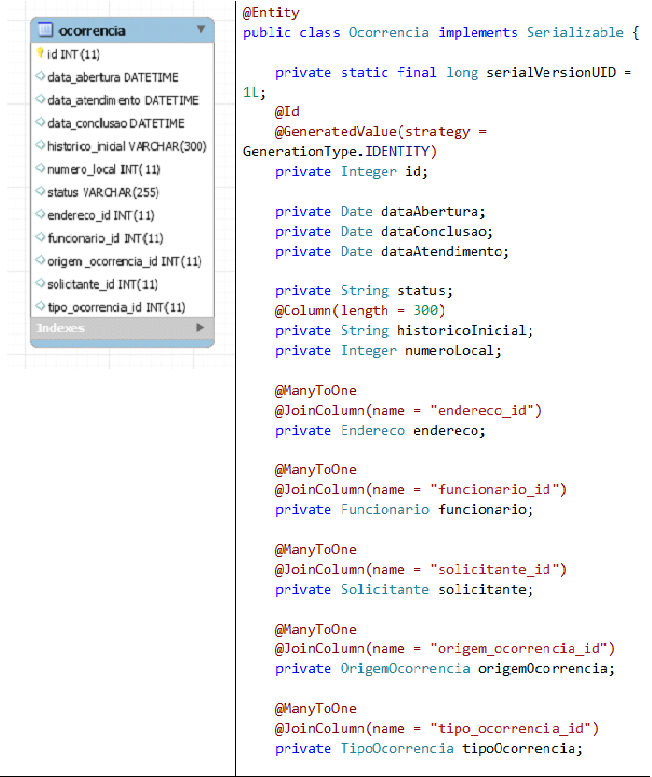 ocorrencia
id INT(11)
data_abertura DATETIME
data_atendimento DATETIME
data_conclusao DATETIME
historico_inicial VARCHAR(300)
numero_local INT(11)
status VARCHAR(255)
endereco_id INT(11)
funcionario_id INT(11)
origem_ocorrencia_id INT(11)
solicitante_id INT(11)
tipo_ocorrencia_id INT(11)
Indexes
@Entity
public class Ocorrencia implements Serializable {
private static final long serialVersionUID =
1L;
@Id
@GeneratedValue(strategy =
GenerationType.IDENTITY)
private Integer id;
private Date dataAbertura;
private Date dataConclusao;
private Date dataAtendimento;
private String status;
@Column(length = 300)
private String historicoInicial;
private Integer numeroLocal;
@ManyToOne
@JoinColumn(name = "endereco_id")
private Endereco endereco;
@ManyToOne
@JoinColumn(name = "funcionario_id")
private Funcionario funcionario;
@ManyToOne
@JoinColumn(name = "solicitante_id")
private Solicitante solicitante;
@ManyToOne
@JoinColumn(name = "origem_ocorrencia_id")
private OrigemOcorrencia origemOcorrencia;
@ManyToOne
@JoinColumn(name = "tipo_ocorrencia_id")
private TipoOcorrencia tipoOcorrencia;